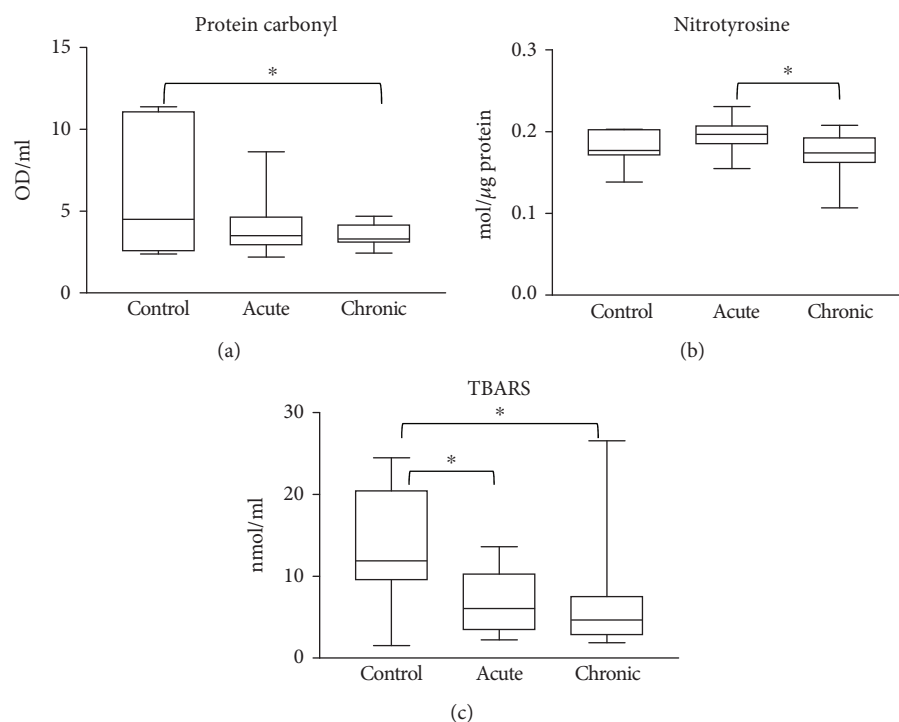 Protein carbonyl
15
10
5
0
OD/ml
*
Control Acute Chronic
(a)
Nitrotyrosine
0.3
0.2
0.1
0.0
mol/µg protein
*
Control Acute Chronic
(b)
TBARS
30
20
10
0
nmol/ml
*
*
Control Acute Chronic
(c)